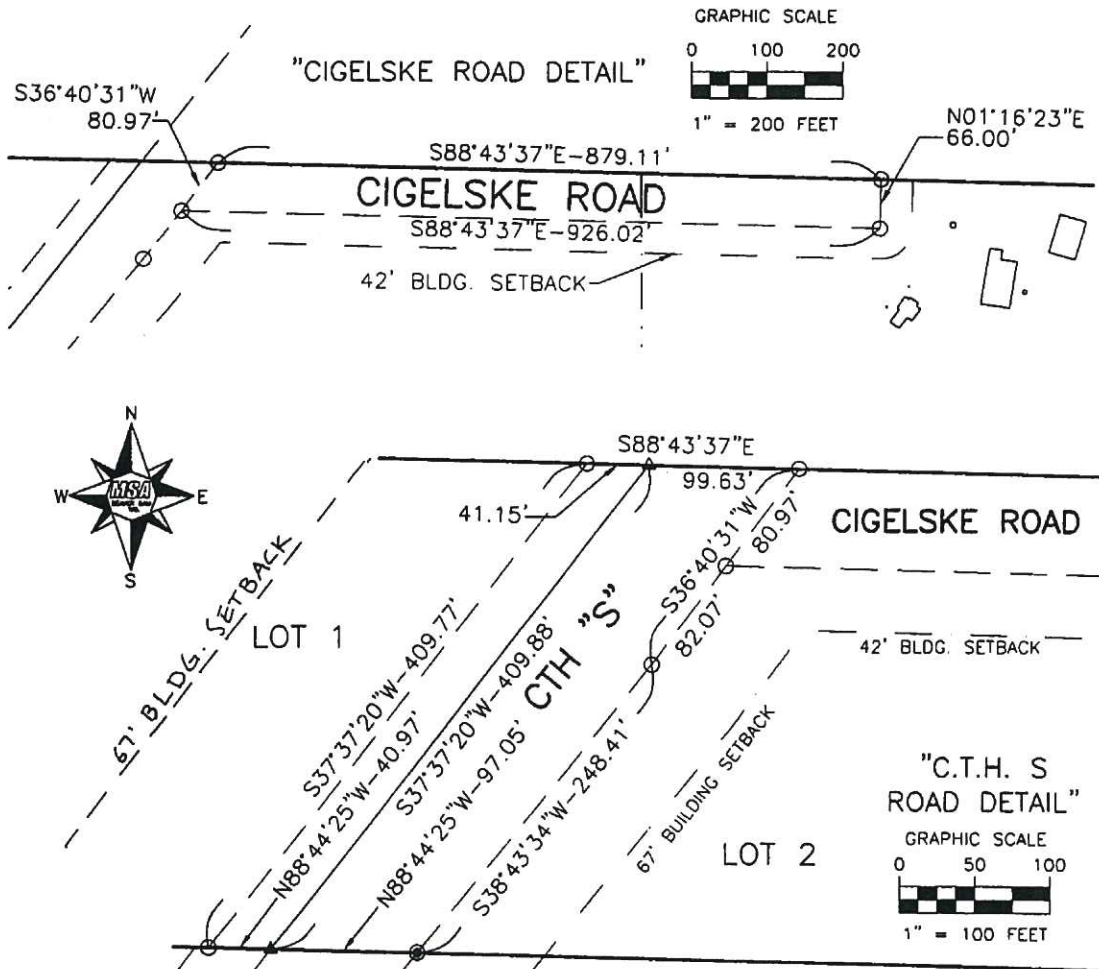 GRAPHIC SCALE
0 100 200
1" = 200 FEET
"CIGELSKE ROAD DETAIL"
S36°40'31"W
80.97'
N01°16'23"E
66.00'
S88°43'37"E-879.11'
CIGELSKE ROAD
S88°43'37"E-926.02'
42' BLDG. SETBACK
N
W
E
S
MSA
S88°43'37"E
99.63'
41.15'
S36°40'31"W
80.97'
82.07'
CIGELSKE ROAD
42' BLDG. SETBACK
67' BLDG. SETBACK
LOT 1
S37°37'20"W-409.77'
N88°44'25"W-40.97'
S37°37'20"W-409.88'
CTH "S"
N88°44'25"W-97.05'
S38°43'34"W-248.41'
67' BUILDING SETBACK
LOT 2
"C.T.H. S
ROAD DETAIL"
GRAPHIC SCALE
0 50 100
1" = 100 FEET